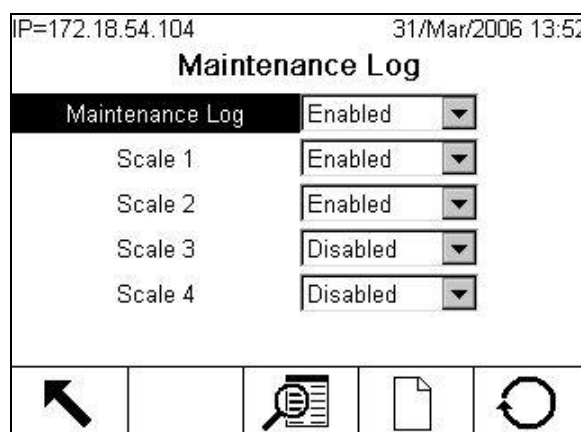 IP=172.18.54.104 31/Mar/2006 13:52
Maintenance Log
Maintenance Log Enabled
Scale 1 Enabled
Scale 2 Enabled
Scale 3 Disabled
Scale 4 Disabled